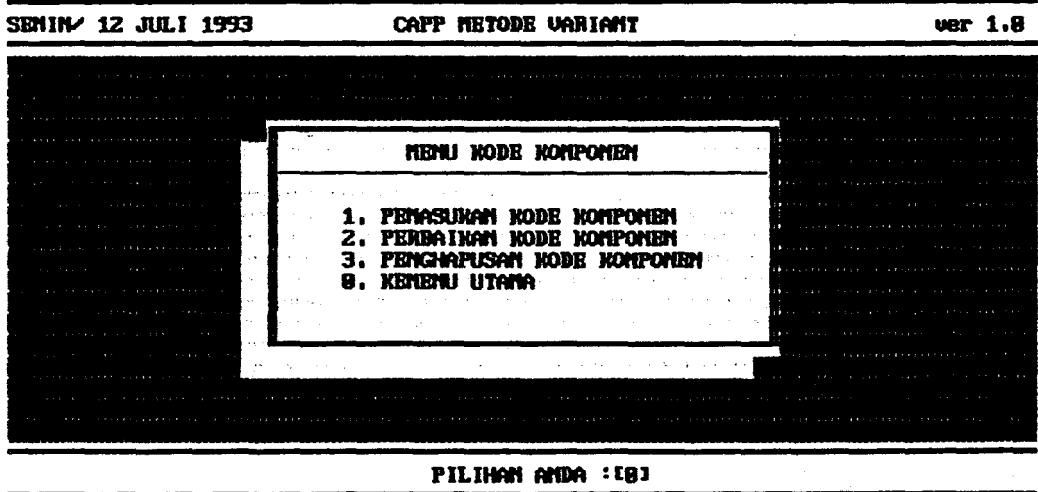 SENIN/ 12 JULI 1993 CAPP METODE VARIANT ver 1.0
MENU KODE KOMPONEN
1. PEMASUKAN KODE KOMPONEN
2. PERBAIKAN KODE KOMPONEN
3. PENGHAPUSAN KODE KOMPONEN
0. KEMENU UTAMA
PILIHAN ANDA :[0]